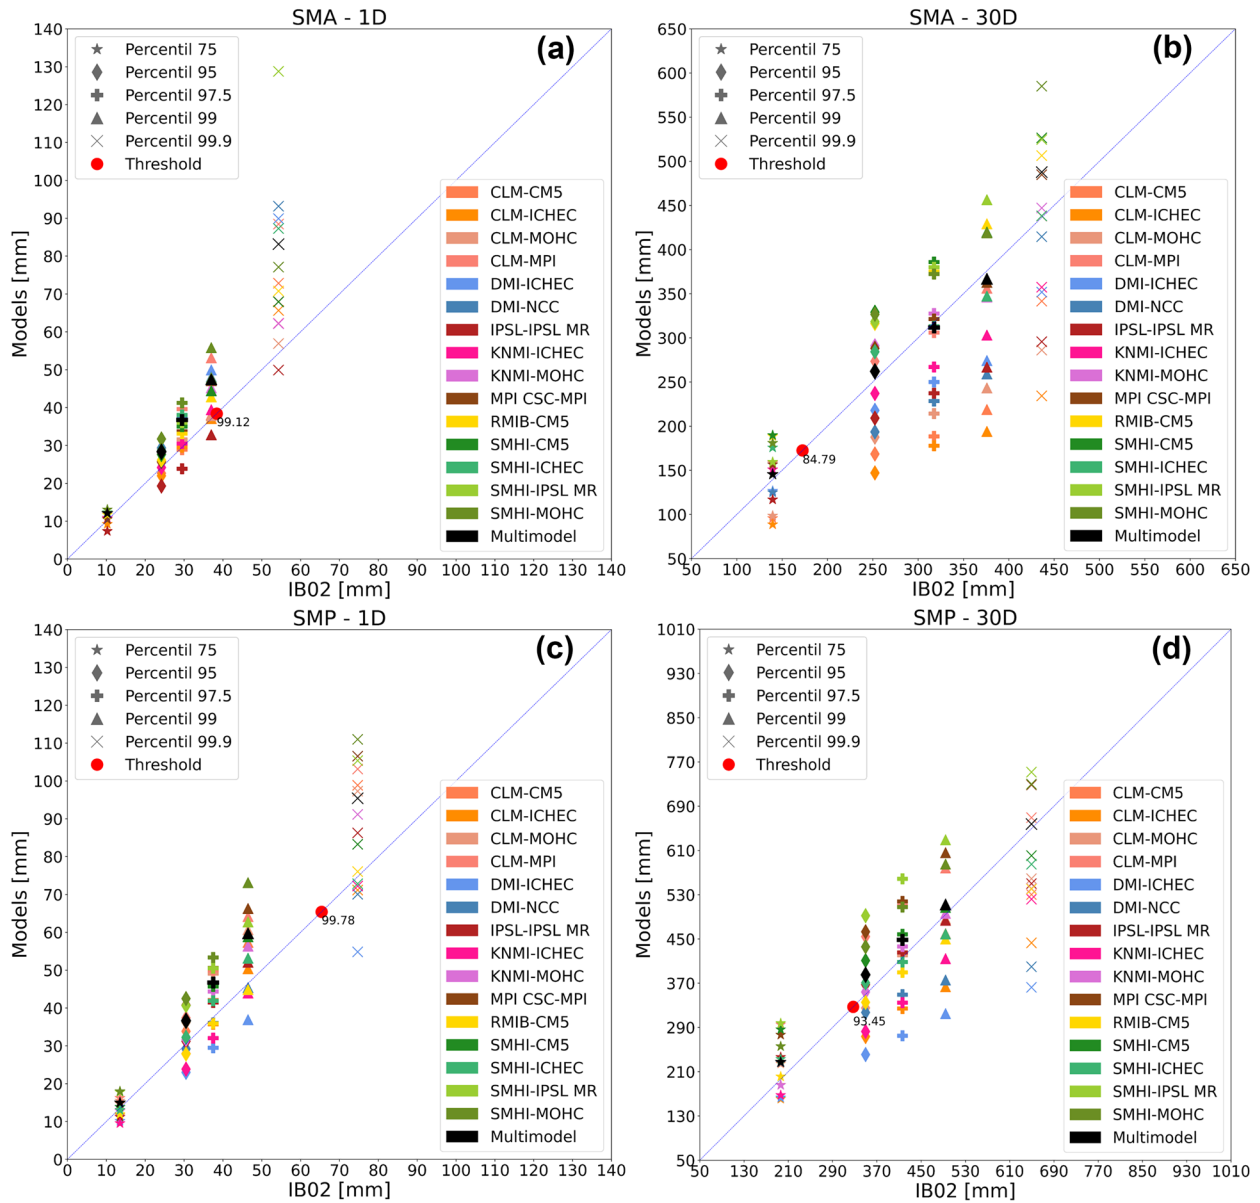 SMA - 1D
(a)
Models [mm]
140
130
120
110
100
90
80
70
60
50
40
30
20
10
0
Percentil 75
Percentil 95
Percentil 97.5
Percentil 99
Percentil 99.9
Threshold
CLM-CM5
CLM-ICHEC
CLM-MOHC
CLM-MPI
DMI-ICHEC
DMI-NCC
IPSL-IPSL MR
KNMI-ICHEC
KNMI-MOHC
MPI CSC-MPI
RMIB-CM5
SMHI-CM5
SMHI-ICHEC
SMHI-IPSL MR
SMHI-MOHC
Multimodel
99.12
0 10 20 30 40 50 60 70 80 90 100 110 120 130 140
IB02 [mm]
SMA - 30D
(b)
Models [mm]
650
600
550
500
450
400
350
300
250
200
150
100
50
Percentil 75
Percentil 95
Percentil 97.5
Percentil 99
Percentil 99.9
Threshold
CLM-CM5
CLM-ICHEC
CLM-MOHC
CLM-MPI
DMI-ICHEC
DMI-NCC
IPSL-IPSL MR
KNMI-ICHEC
KNMI-MOHC
MPI CSC-MPI
RMIB-CM5
SMHI-CM5
SMHI-ICHEC
SMHI-IPSL MR
SMHI-MOHC
Multimodel
84.79
50 100 150 200 250 300 350 400 450 500 550 600 650
IB02 [mm]
SMP - 1D
(c)
Models [mm]
140
130
120
110
100
90
80
70
60
50
40
30
20
10
0
Percentil 75
Percentil 95
Percentil 97.5
Percentil 99
Percentil 99.9
Threshold
CLM-CM5
CLM-ICHEC
CLM-MOHC
CLM-MPI
DMI-ICHEC
DMI-NCC
IPSL-IPSL MR
KNMI-ICHEC
KNMI-MOHC
MPI CSC-MPI
RMIB-CM5
SMHI-CM5
SMHI-ICHEC
SMHI-IPSL MR
SMHI-MOHC
Multimodel
99.78
0 10 20 30 40 50 60 70 80 90 100 110 120 130 140
IB02 [mm]
SMP - 30D
(d)
Models [mm]
1010
930
850
770
690
610
530
450
370
290
210
130
50
Percentil 75
Percentil 95
Percentil 97.5
Percentil 99
Percentil 99.9
Threshold
CLM-CM5
CLM-ICHEC
CLM-MOHC
CLM-MPI
DMI-ICHEC
DMI-NCC
IPSL-IPSL MR
KNMI-ICHEC
KNMI-MOHC
MPI CSC-MPI
RMIB-CM5
SMHI-CM5
SMHI-ICHEC
SMHI-IPSL MR
SMHI-MOHC
Multimodel
93.45
50 130 210 290 370 450 530 610 690 770 850 930 1010
IB02 [mm]